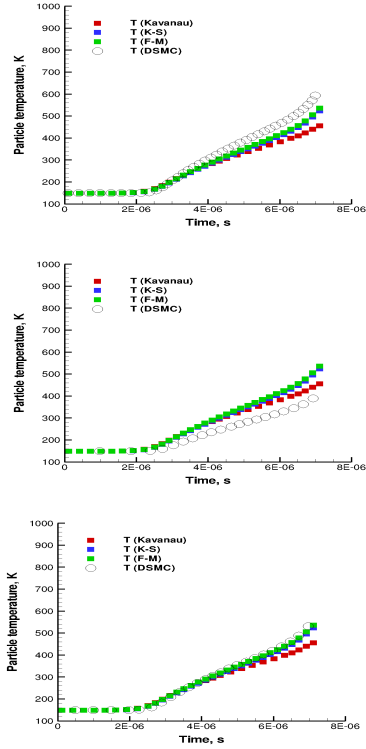 1000
900
800
700
600
500
400
300
200
100
Particle temperature, K
T (Kavanau)
T (K-S)
T (F-M)
T (DSMC)
0 2E-06 4E-06 6E-06 8E-06
Time, s
1000
900
800
700
600
500
400
300
200
100
Particle temperature, K
T (Kavanau)
T (K-S)
T (F-M)
T (DSMC)
0 2E-06 4E-06 6E-06 8E-06
Time, s
1000
900
800
700
600
500
400
300
200
100
Particle temperature, K
T (Kavanau)
T (K-S)
T (F-M)
T (DSMC)
0 2E-06 4E-06 6E-06 8E-06
Time, s